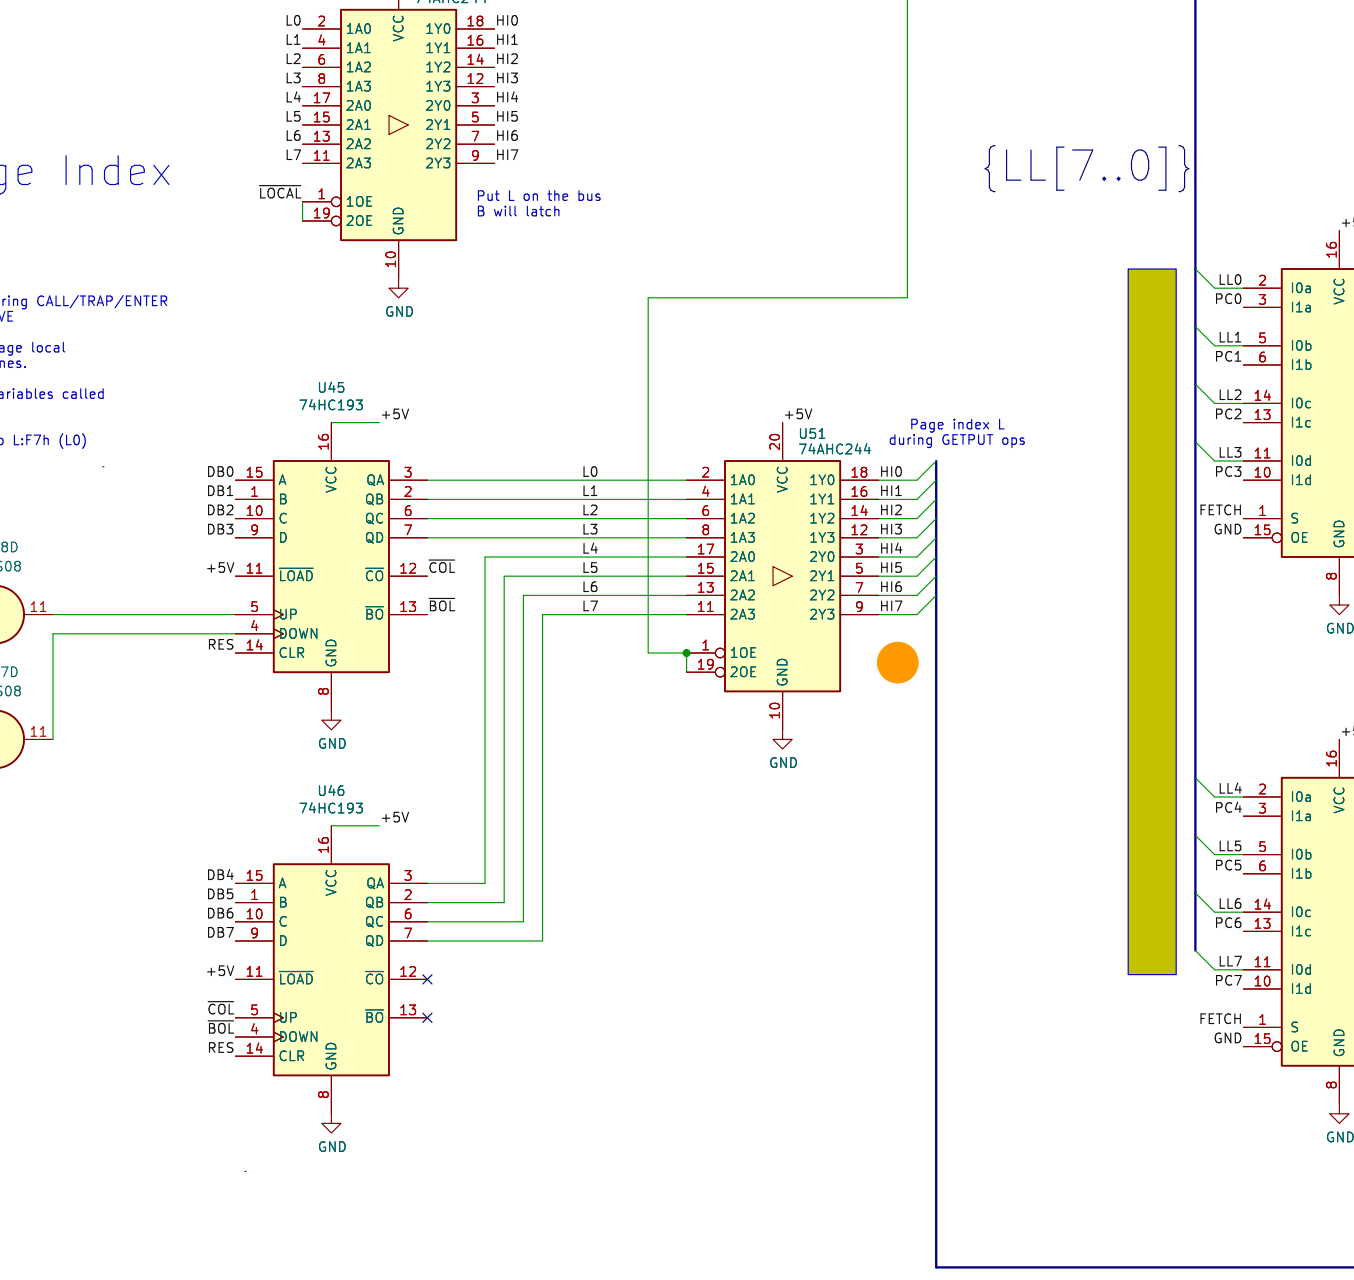 74AHC244
L0 2 1A0 1Y0 18 HI0
L1 4 1A1 1Y1 16 HI1
L2 6 1A2 1Y2 14 HI2
L3 8 1A3 1Y3 12 HI3
L4 17 2A0 2Y0 3 HI4
L5 15 2A1 2Y1 5 HI5
L6 13 2A2 2Y2 7 HI6
L7 11 2A3 2Y3 9 HI7
VCC
LOCAL 1 1OE
19 2OE
GND
10
GND
Put L on the bus
B will latch
ge Index
{LL[7..0]}
ring CALL/TRAP/ENTER
VE
age local
nes.
ariables called
o L:F7h (L0)
U45
74HC193
+5V
16
VCC
DB0 15 A QA 3
DB1 1 B QB 2
DB2 10 C QC 6
DB3 9 D QD 7
+5V 11 LOAD CO 12 COL
5 UP BO 13 BOL
4 DOWN
RES 14 CLR
GND
8
GND
8D
S08
11
7D
S08
11
L0
L1
L2
L3
L4
L5
L6
L7
+5V
U51
74AHC244
20
VCC
2 1A0 1Y0 18 HI0
4 1A1 1Y1 16 HI1
6 1A2 1Y2 14 HI2
8 1A3 1Y3 12 HI3
17 2A0 2Y0 3 HI4
15 2A1 2Y1 5 HI5
13 2A2 2Y2 7 HI6
11 2A3 2Y3 9 HI7
1 1OE
19 2OE
GND
10
GND
Page index L
during GETPUT ops
U46
74HC193
+5V
16
VCC
DB4 15 A QA 3
DB5 1 B QB 2
DB6 10 C QC 6
DB7 9 D QD 7
+5V 11 LOAD CO 12
COL 5 UP BO 13
BOL 4 DOWN
RES 14 CLR
GND
8
GND
+5
16
VCC
LL0 2 I0a
PC0 3 I1a
LL1 5 I0b
PC1 6 I1b
LL2 14 I0c
PC2 13 I1c
LL3 11 I0d
PC3 10 I1d
FETCH 1 S
GND 15 OE
GND
8
GND
+5
16
VCC
LL4 2 I0a
PC4 3 I1a
LL5 5 I0b
PC5 6 I1b
LL6 14 I0c
PC6 13 I1c
LL7 11 I0d
PC7 10 I1d
FETCH 1 S
GND 15 OE
GND
8
GND